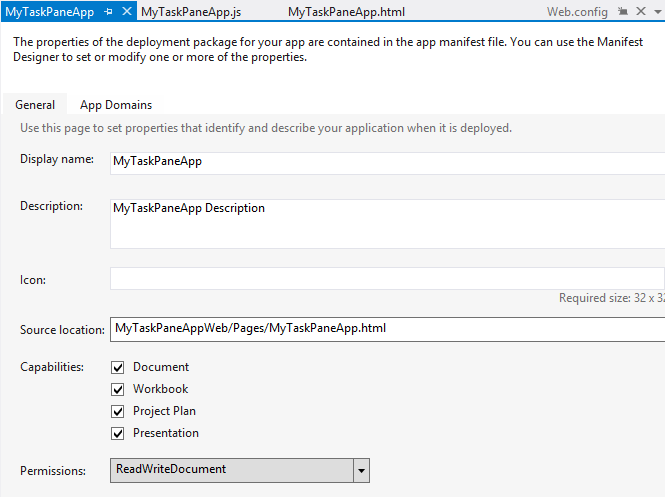 MyTaskPaneApp MyTaskPaneApp.js MyTaskPaneApp.html Web.config
The properties of the deployment package for your app are contained in the app manifest file. You can use the Manifest
Designer to set or modify one or more of the properties.
General App Domains
Use this page to set properties that identify and describe your application when it is deployed.
Display name: MyTaskPaneApp
Description: MyTaskPaneApp Description
Icon:
Required size: 32 x 32
Source location: MyTaskPaneAppWeb/Pages/MyTaskPaneApp.html
Capabilities: Document
Workbook
Project Plan
Presentation
Permissions: ReadWriteDocument